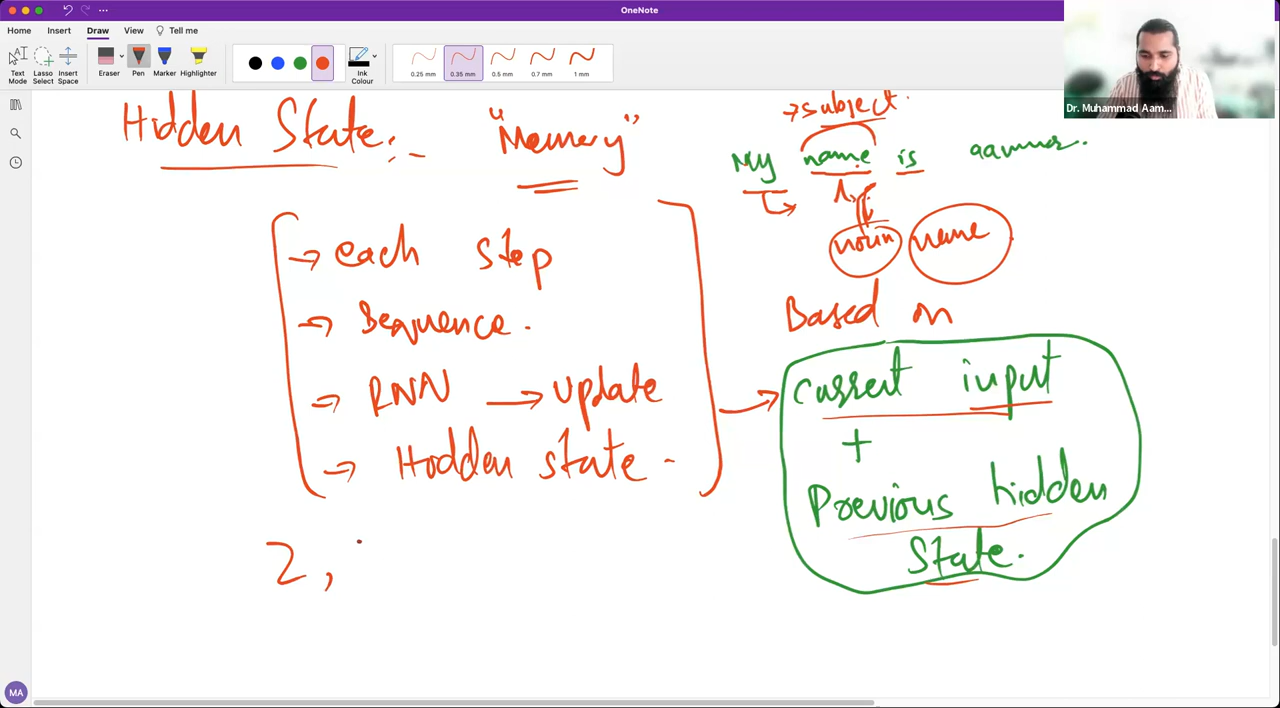 OneNote
Home Insert Draw View Tell me
Text Mode
Lasso Select
Insert Space
Eraser
Pen
Marker
Highlighter
Ink Colour
0.25 mm
0.35 mm
0.5 mm
0.7 mm
1 mm
Dr. Muhammad Aam...
Hidden State:-
"Memory"
→ subject.
My name is aammar.
noun name
→ each step
→ sequence.
→ RNN → update
→ Hodden state -
Based on
current input
+
Previous hidden
state.
2,
MA